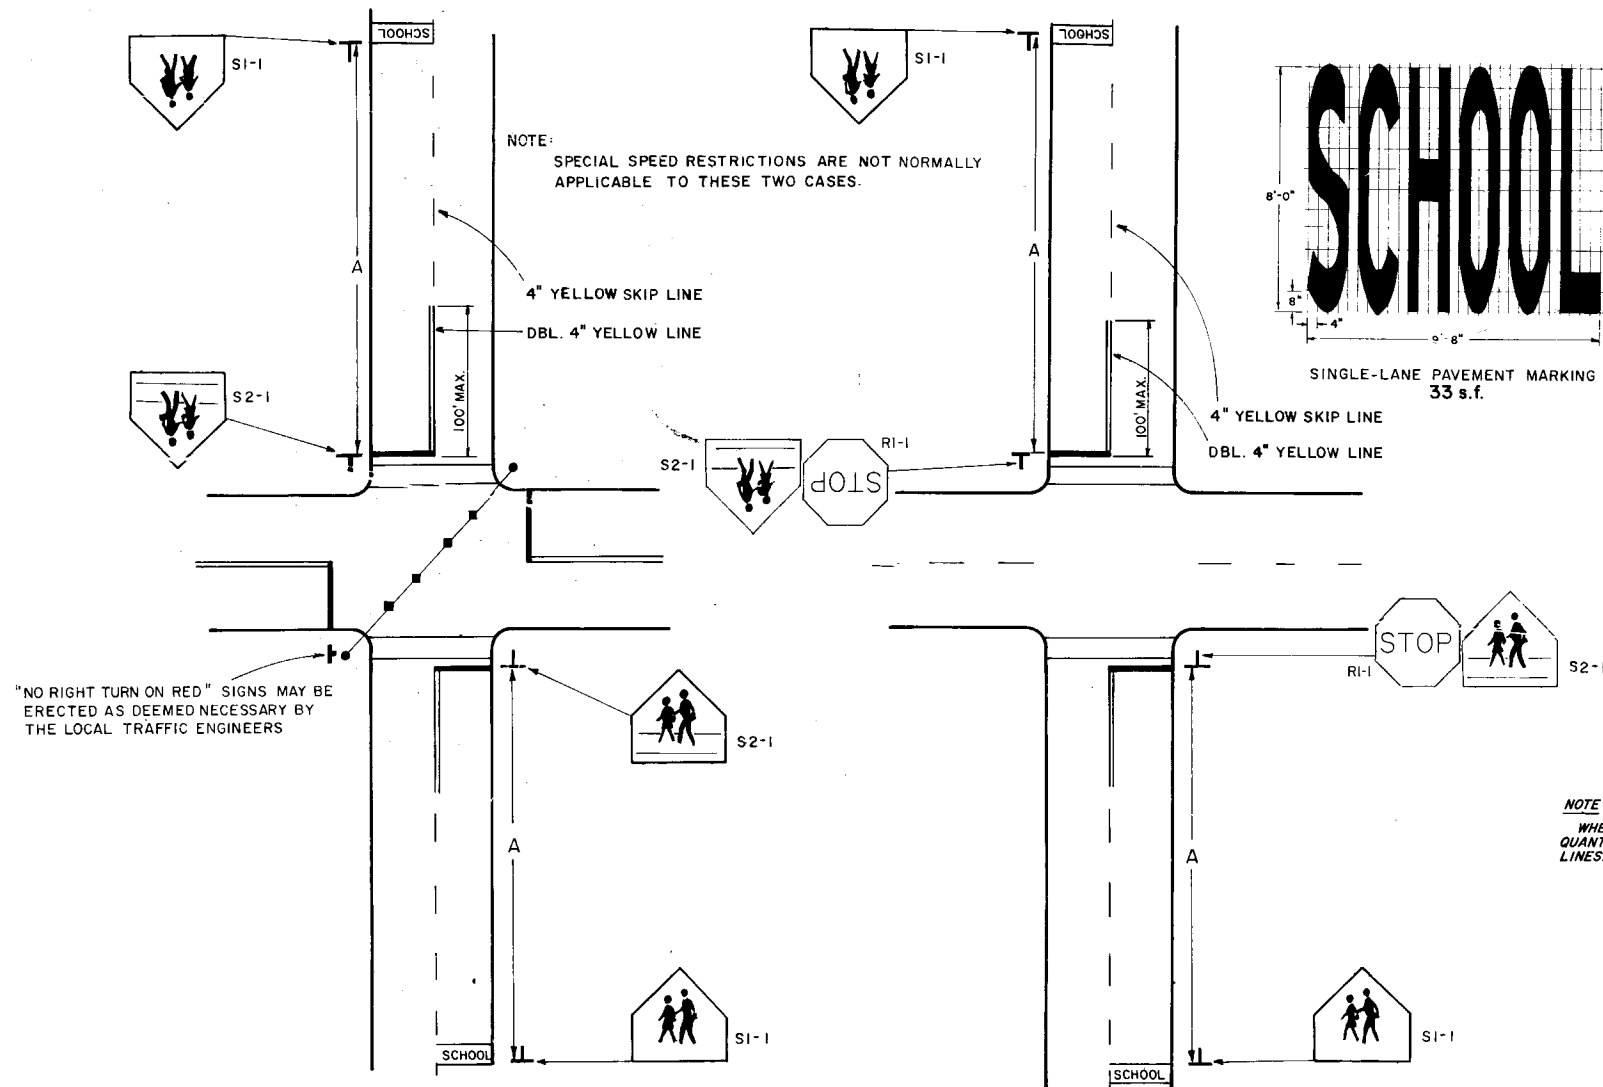 SCHOOL
S1-1
SCHOOL
S1-1
NOTE:
SPECIAL SPEED RESTRICTIONS ARE NOT NORMALLY
APPLICABLE TO THESE TWO CASES.
SCHOOL
8'-0"
8"
4"
9'-8"
SINGLE-LANE PAVEMENT MARKING
33 s.f.
A
A
4" YELLOW SKIP LINE
DBL. 4" YELLOW LINE
S2-1
100' MAX.
100' MAX.
4" YELLOW SKIP LINE
DBL. 4" YELLOW LINE
S2-1
R1-1
STOP
STOP
R1-1
S2-1
"NO RIGHT TURN ON RED" SIGNS MAY BE
ERECTED AS DEEMED NECESSARY BY
THE LOCAL TRAFFIC ENGINEERS
S2-1
NOTE
WHE
QUANT
LINES.
A
A
S1-1
S1-1
SCHOOL
SCHOOL